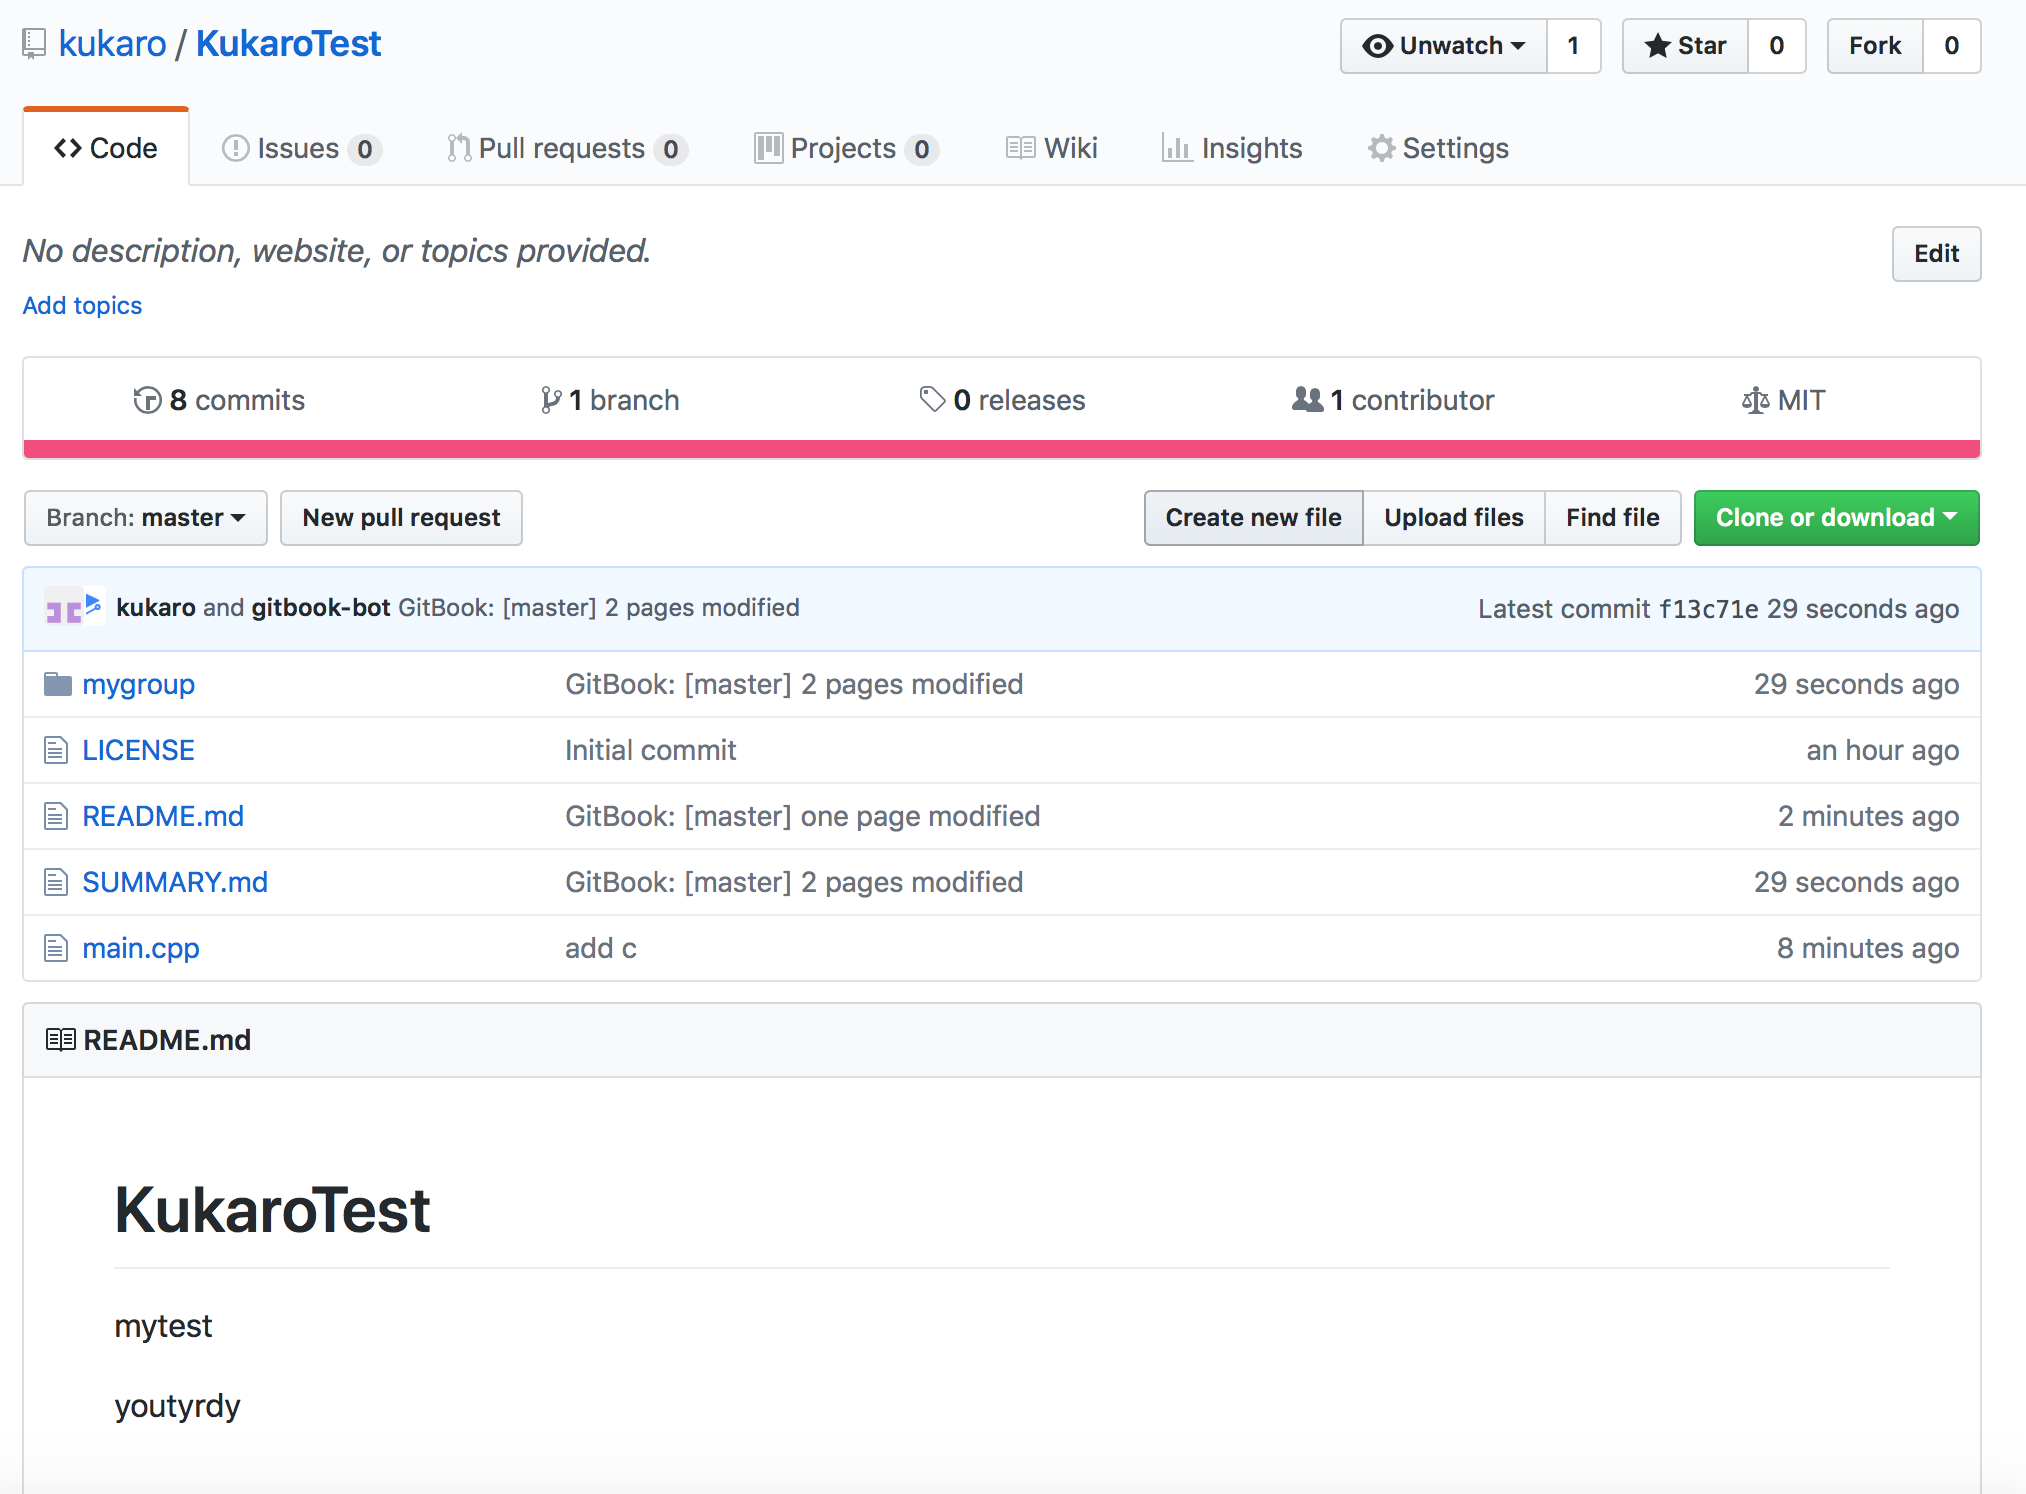 kukaro / KukaroTest
Unwatch 1 Star 0 Fork 0
Code Issues 0 Pull requests 0 Projects 0 Wiki Insights Settings
No description, website, or topics provided. Edit
Add topics
8 commits 1 branch 0 releases 1 contributor MIT
Branch: master New pull request Create new file Upload files Find file Clone or download
kukaro and gitbook-bot GitBook: [master] 2 pages modified Latest commit f13c71e 29 seconds ago
mygroup GitBook: [master] 2 pages modified 29 seconds ago
LICENSE Initial commit an hour ago
README.md GitBook: [master] one page modified 2 minutes ago
SUMMARY.md GitBook: [master] 2 pages modified 29 seconds ago
main.cpp add c 8 minutes ago
README.md
KukaroTest
mytest
youtyrdy